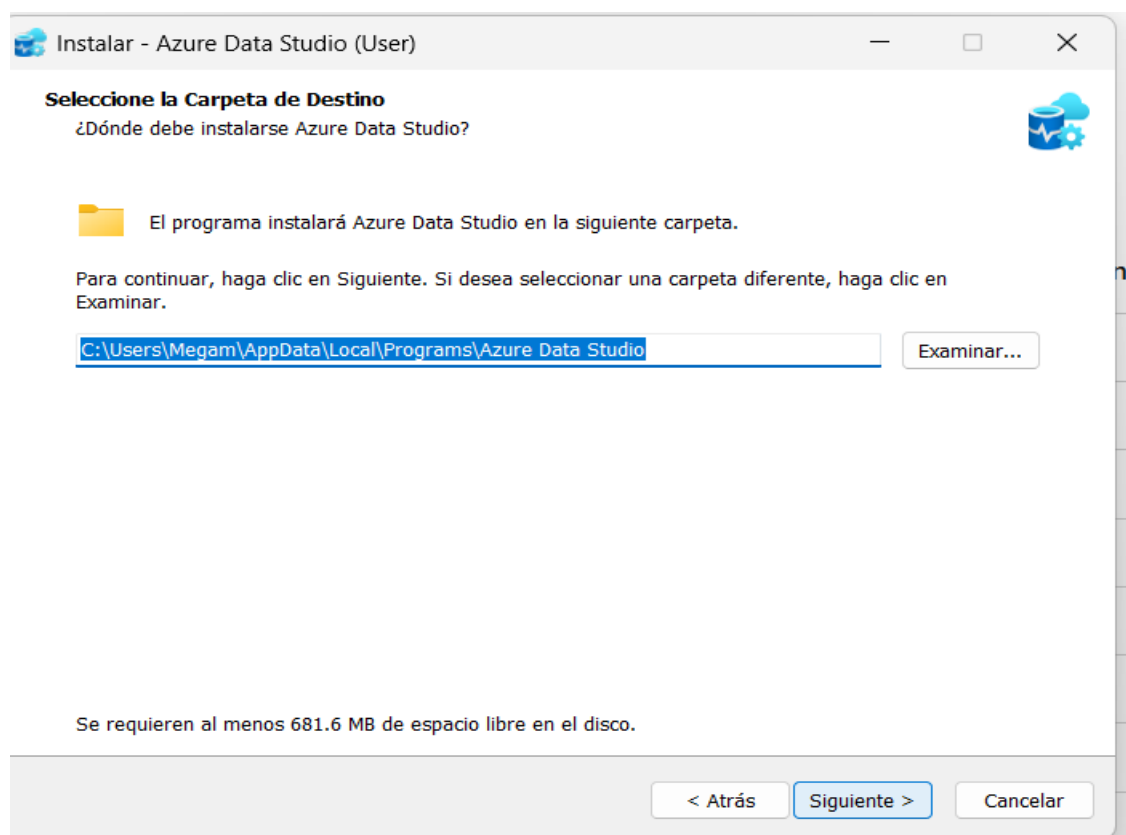 Instalar - Azure Data Studio (User)
Seleccione la Carpeta de Destino
¿Dónde debe instalarse Azure Data Studio?
El programa instalará Azure Data Studio en la siguiente carpeta.
Para continuar, haga clic en Siguiente. Si desea seleccionar una carpeta diferente, haga clic en
Examinar.
C:\Users\Megam\AppData\Local\Programs\Azure Data Studio
Examinar...
Se requieren al menos 681.6 MB de espacio libre en el disco.
< Atrás
Siguiente >
Cancelar